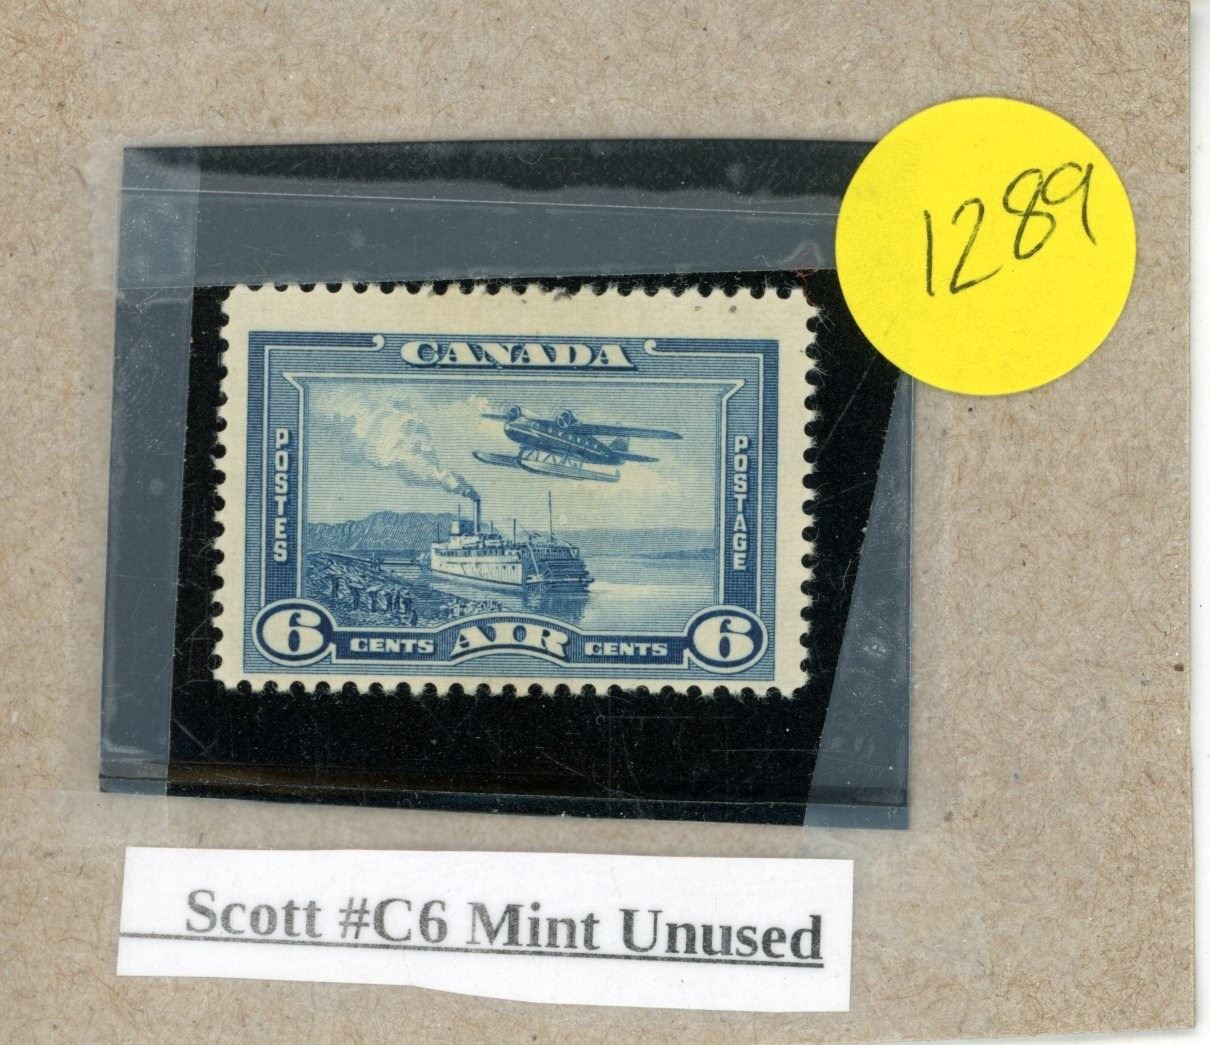 1289
CANADA
POSTES
POSTAGE
6 CENTS AIR CENTS 6
Scott #C6 Mint Unused